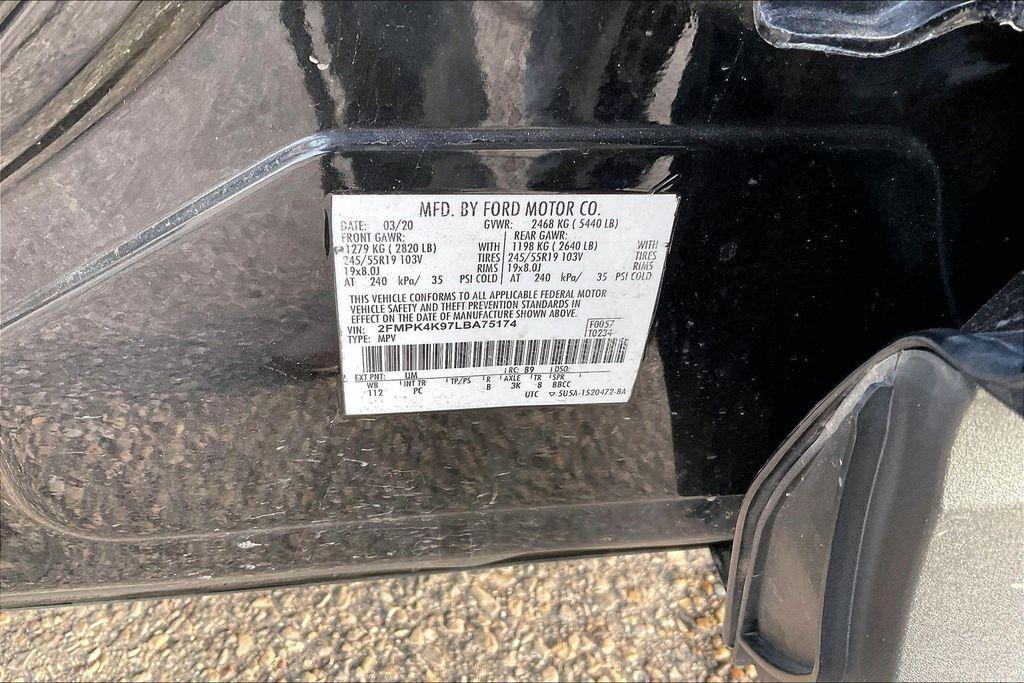 MFD. BY FORD MOTOR CO.
DATE: 03/20 GVWR: 2468 KG ( 5440 LB)
FRONT GAWR: REAR GAWR:
1279 KG ( 2820 LB) WITH 1198 KG ( 2640 LB) WITH
245/55R19 103V TIRES 245/55R19 103V TIRES
19x8.0J RIMS 19x8.0J RIMS
AT 240 kPa/ 35 PSI COLD AT 240 kPa/ 35 PSI COLD
THIS VEHICLE CONFORMS TO ALL APPLICABLE FEDERAL MOTOR
VEHICLE SAFETY AND THEFT PREVENTION STANDARDS IN
EFFECT ON THE DATE OF MANUFACTURE SHOWN ABOVE.
VIN: 2FMPK4K97LBA75174 F0057
TYPE: MPV T0234
EXT PNT: UM RC: 89 DSO:
WB INT TR TP/PS R AXLE TR SPR
112 PC B 3K 8 BBCC
UTC ▽ 5U5A-1520472-BA